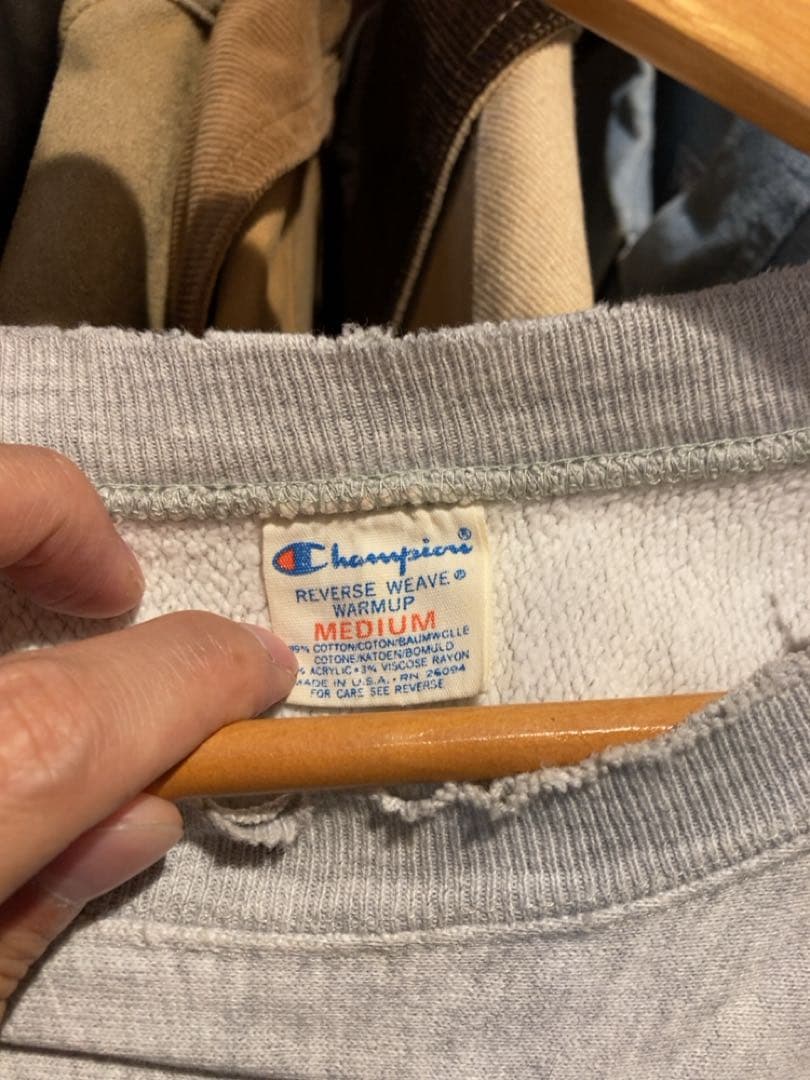 Champion®
REVERSE WEAVE®
WARMUP
MEDIUM
COTTON/COTON/BAUMWOLLE
COTONE/KATOEN/BOMULD
ACRYLIC • 3% VISCOSE RAYON
MADE IN U.S.A. • RN 26094
FOR CARE SEE REVERSE